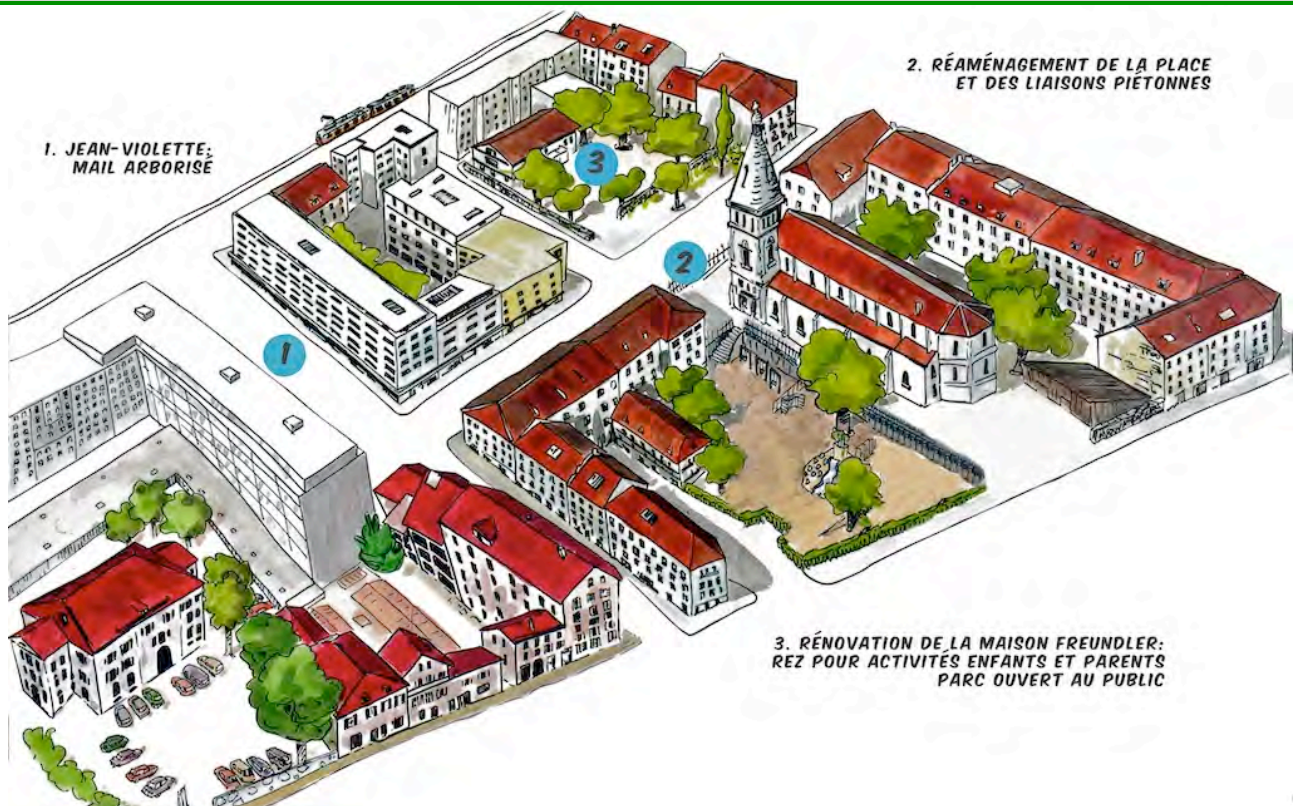 2. RÉAMÉNAGEMENT DE LA PLACE
ET DES LIAISONS PIÉTONNES
1. JEAN-VIOLETTE:
MAIL ARBORISÉ
3
2
1
3. RÉNOVATION DE LA MAISON FREUNDLER:
REZ POUR ACTIVITÉS ENFANTS ET PARENTS
PARC OUVERT AU PUBLIC